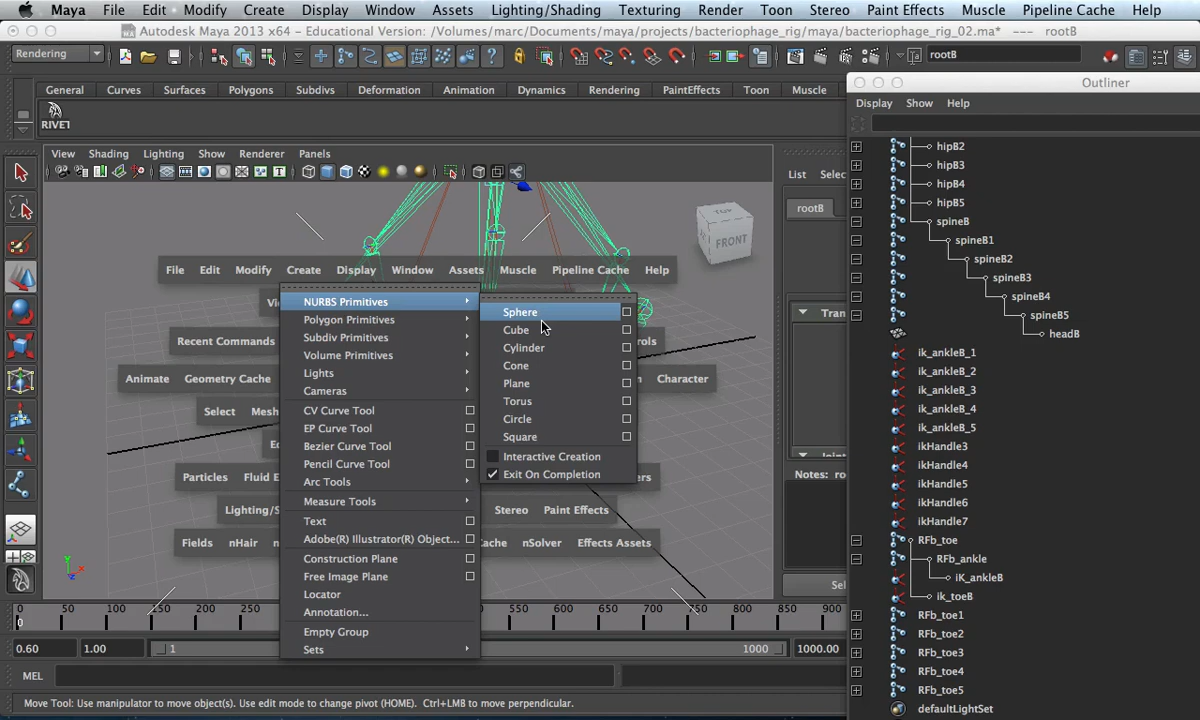 Maya File Edit Modify Create Display Window Assets Lighting/Shading Texturing Render Toon Stereo Paint Effects Muscle Pipeline Cache Help
Autodesk Maya 2013 x64 - Educational Version: /Volumes/marc/Documents/maya/projects/bacteriophage_rig/maya/bacteriophage_rig_02.ma* --- rootB
Rendering
rootB
General Curves Surfaces Polygons Subdivs Deformation Animation Dynamics Rendering PaintEffects Toon Muscle
RIVET
View Shading Lighting Show Renderer Panels
List Selec
rootB
TOP
FRONT
File Edit Modify Create Display Window Assets Muscle Pipeline Cache Help
Recent Commands
Animate Geometry Cache
Character
Select Mesh
Particles Fluid E
Lighting/S
Stereo Paint Effects
Fields nHair
nSolver Effects Assets
NURBS Primitives
Polygon Primitives
Subdiv Primitives
Volume Primitives
Lights
Cameras
CV Curve Tool
EP Curve Tool
Bezier Curve Tool
Pencil Curve Tool
Arc Tools
Measure Tools
Text
Adobe(R) Illustrator(R) Object...
Construction Plane
Free Image Plane
Locator
Annotation...
Empty Group
Sets
Sphere
Cube
Cylinder
Cone
Plane
Torus
Circle
Square
Interactive Creation
Exit On Completion
Tran
Notes: ro
Sel
Outliner
Display Show Help
hipB2
hipB3
hipB4
hipB5
spineB
spineB1
spineB2
spineB3
spineB4
spineB5
headB
ik_ankleB_1
ik_ankleB_2
ik_ankleB_3
ik_ankleB_4
ik_ankleB_5
ikHandle3
ikHandle4
ikHandle5
ikHandle6
ikHandle7
RFb_toe
RFb_ankle
iK_ankleB
ik_toeB
RFb_toe1
RFb_toe2
RFb_toe3
RFb_toe4
RFb_toe5
defaultLightSet
0 50 100 150 200 250 550 600 650 700 750 800 850 900
0
0.60 1.00 1 1000 1000.00
MEL
Move Tool: Use manipulator to move object(s). Use edit mode to change pivot (HOME). Ctrl+LMB to move perpendicular.